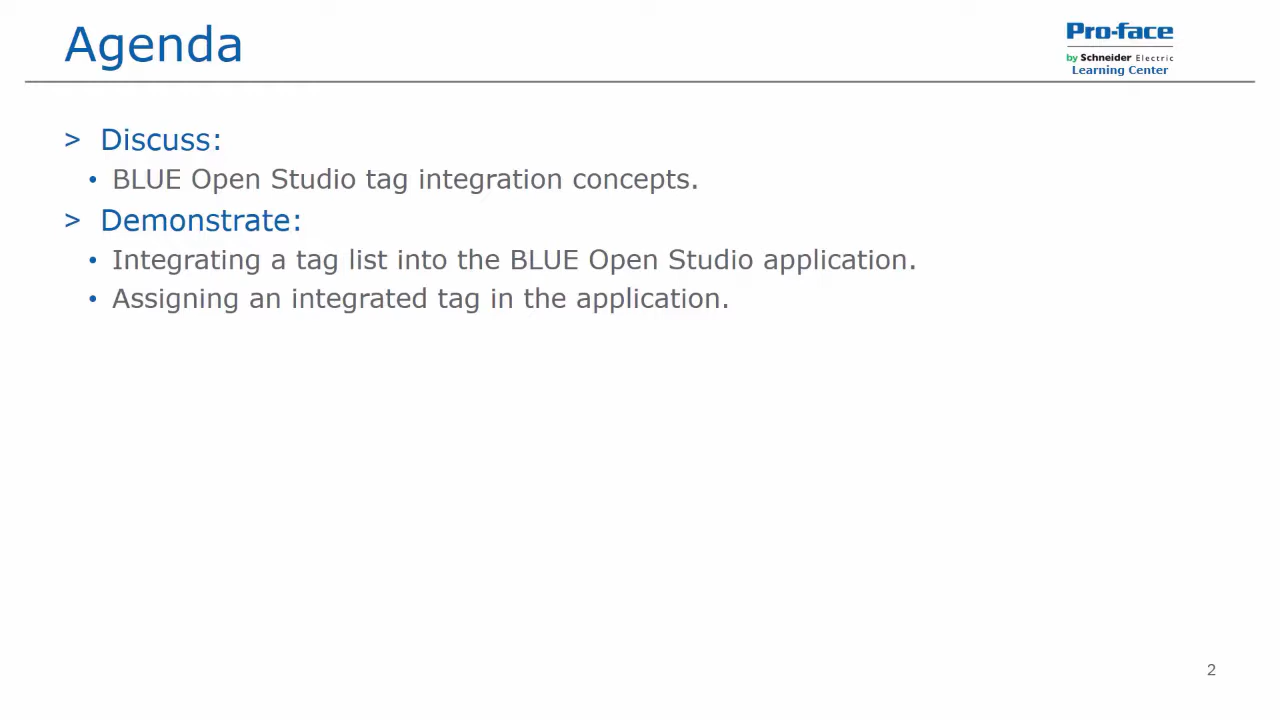 Agenda
Pro-face
by Schneider Electric
Learning Center
> Discuss:
• BLUE Open Studio tag integration concepts.
> Demonstrate:
• Integrating a tag list into the BLUE Open Studio application.
• Assigning an integrated tag in the application.
2